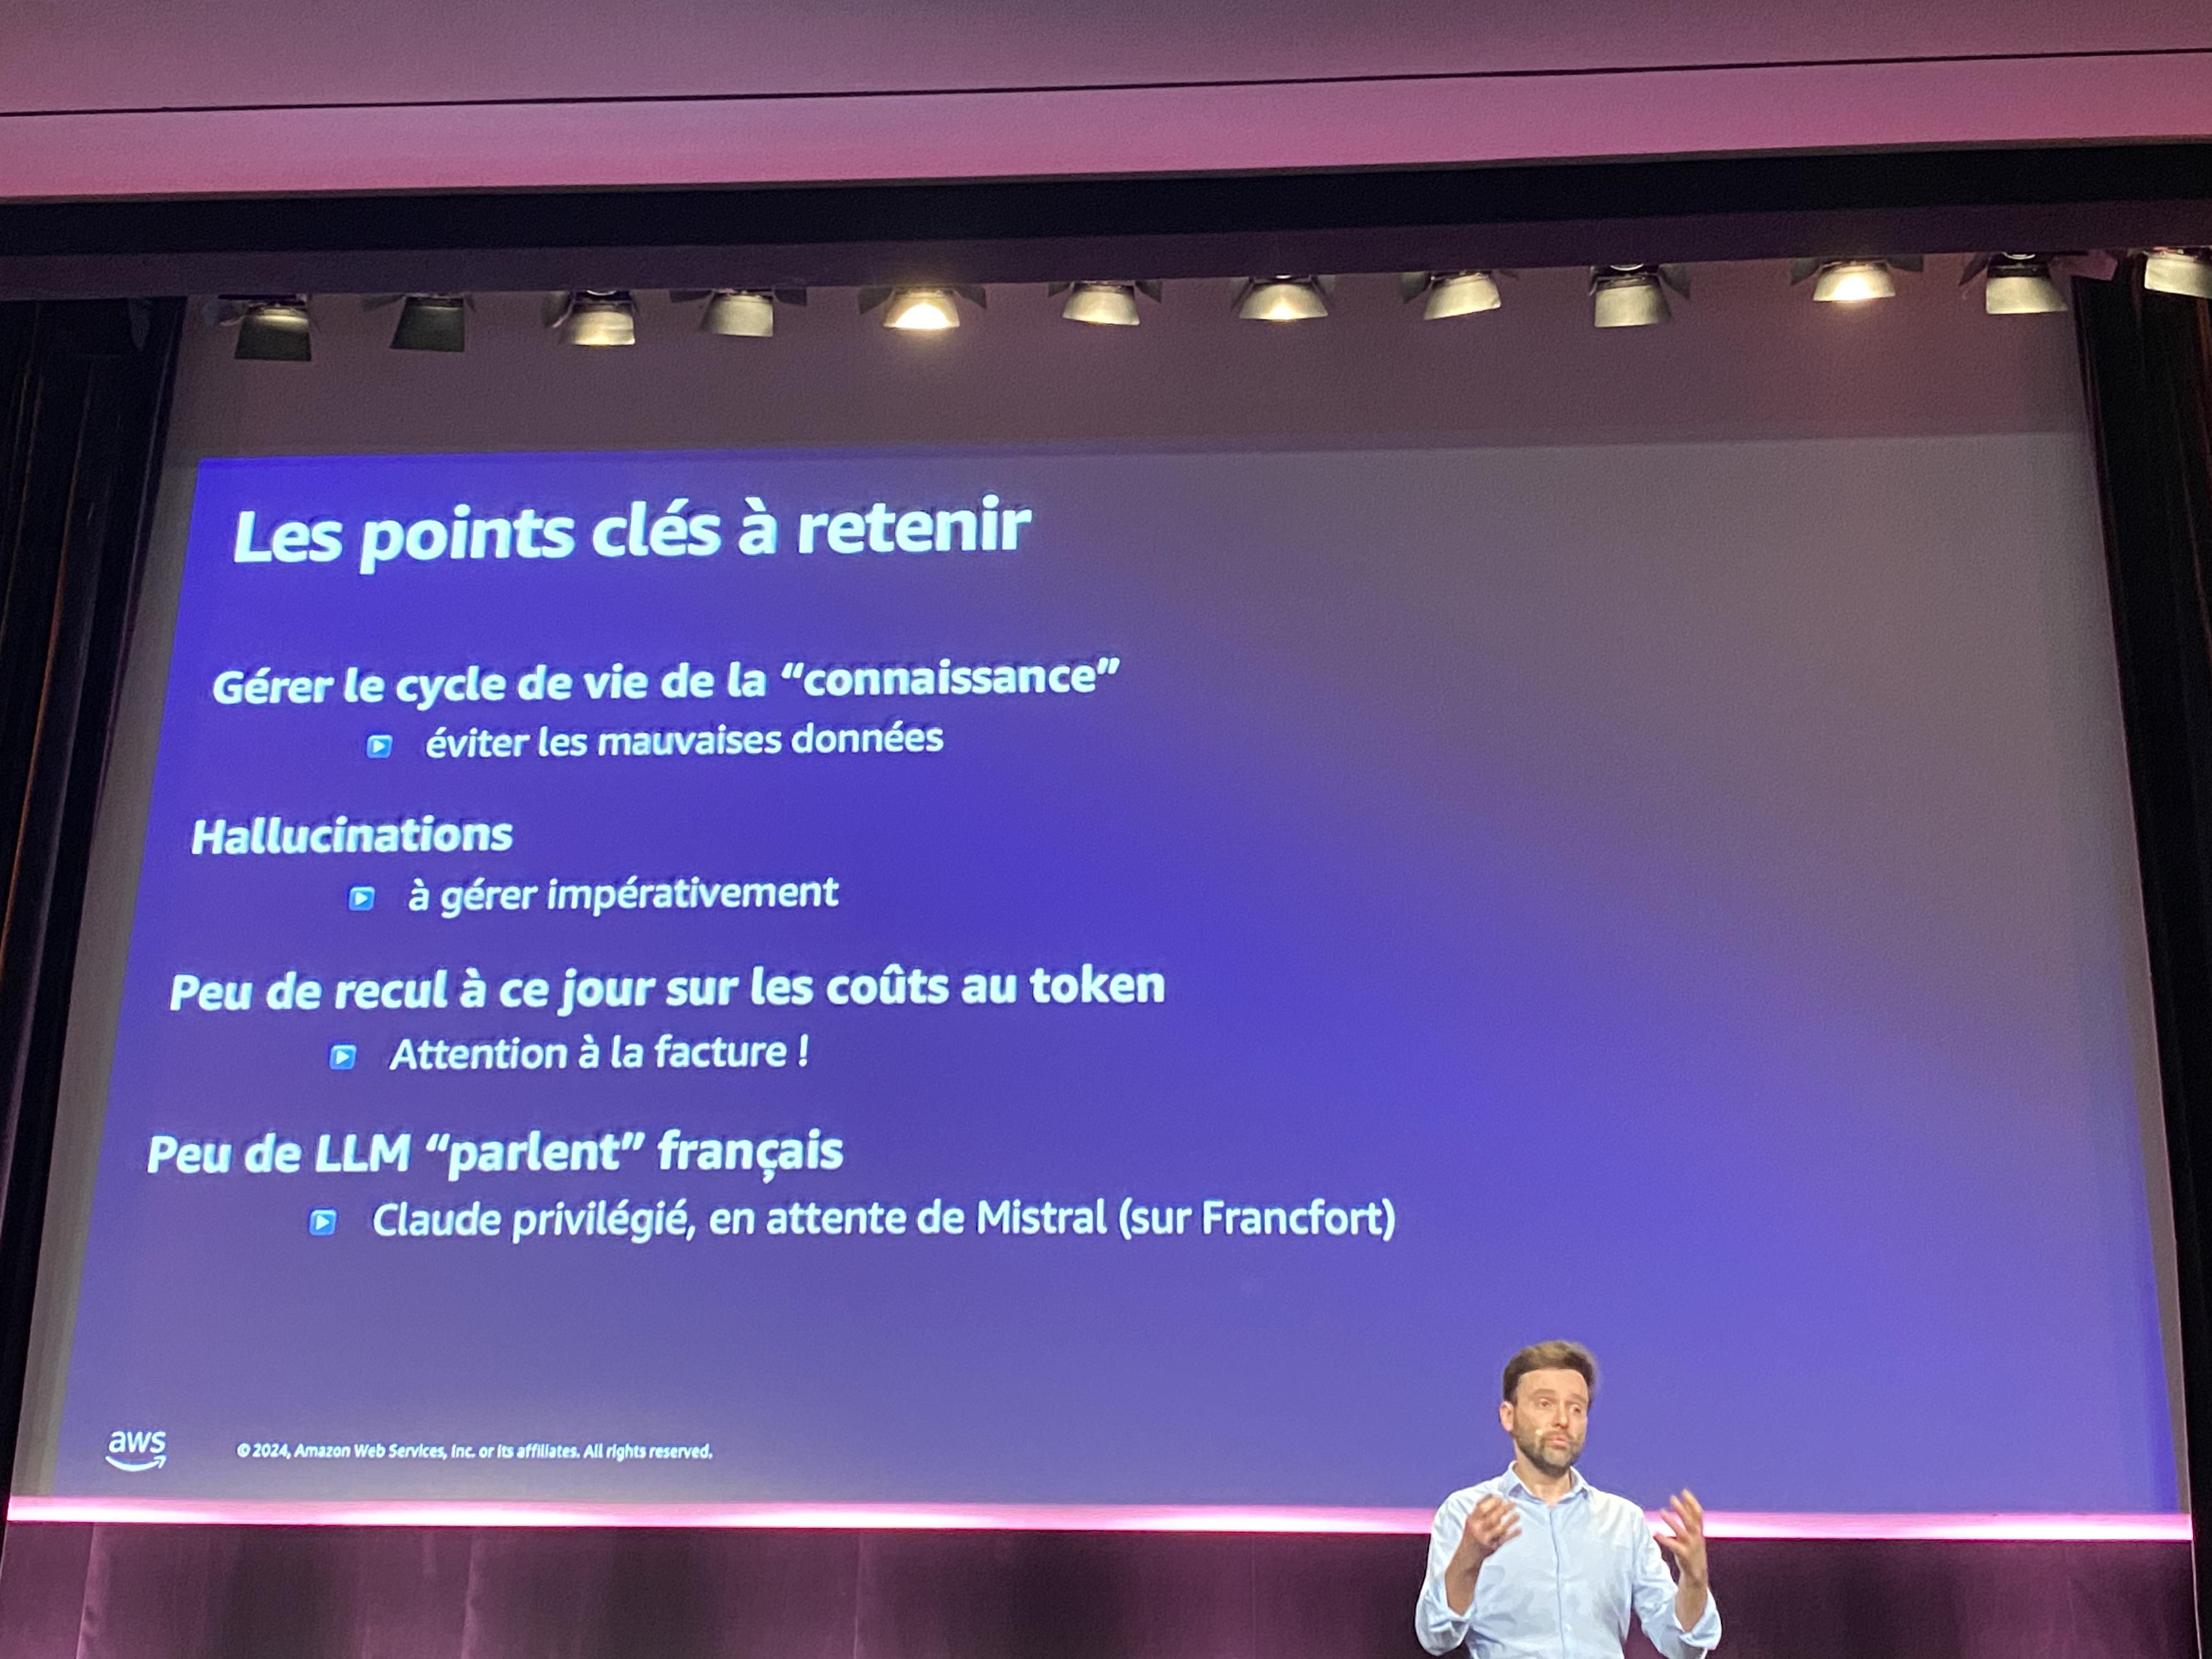 Les points clés à retenir
Gérer le cycle de vie de la “connaissance”
éviter les mauvaises données
Hallucinations
à gérer impérativement
Peu de recul à ce jour sur les coûts au token
Attention à la facture !
Peu de LLM “parlent” français
Claude privilégié, en attente de Mistral (sur Francfort)
aws
© 2024, Amazon Web Services, Inc. or its affiliates. All rights reserved.